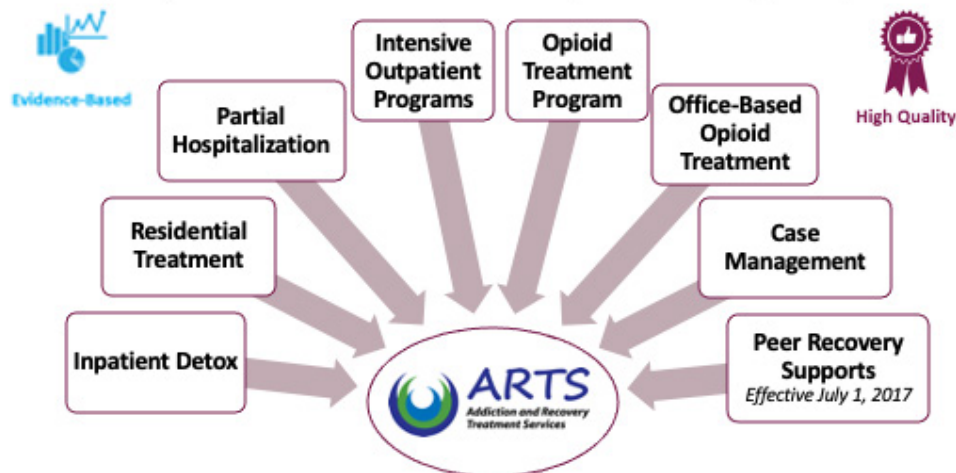 Evidence-Based
High Quality
Intensive
Outpatient
Programs
Opioid
Treatment
Program
Partial
Hospitalization
Office-Based
Opioid
Treatment
Residential
Treatment
Case
Management
Inpatient Detox
Peer Recovery
Supports
Effective July 1, 2017
ARTS
Addiction and Recovery
Treatment Services